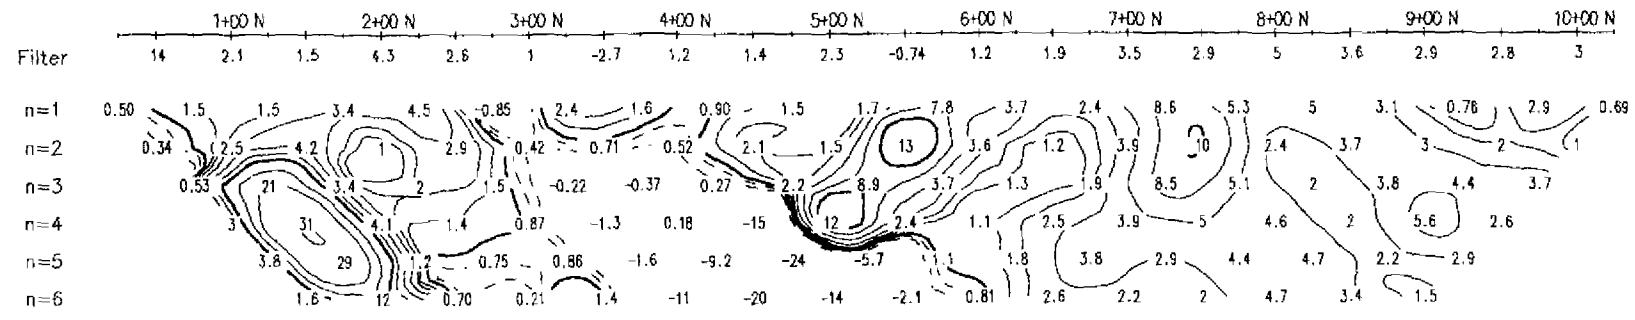 1+00 N 2+00 N 3+00 N 4+00 N 5+00 N 6+00 N 7+00 N 8+00 N 9+00 N 10+00 N
Filter 14 2.1 1.5 4.3 2.6 1 -2.7 1.2 1.4 2.3 -0.74 1.2 1.9 3.5 2.9 5 3.6 2.9 2.8 3
n=1 0.50 1.5 1.5 3.4 4.5 -0.85 2.4 1.6 0.90 1.5 1.7 7.8 3.7 2.4 8.6 5.3 5 3.1 0.76 2.9 0.69
n=2 0.34 2.5 4.2 1 2.9 0.42 0.71 0.52 2.1 1.5 13 3.6 1.2 3.9 10 2.4 3.7 3 2 1
n=3 0.53 21 3.4 2 1.5 -0.22 -0.37 0.27 2.2 8.9 3.7 1.3 1.9 8.5 5.1 2 3.8 4.4 3.7
n=4 3 31 4.1 1.4 0.87 -1.3 0.18 -15 12 2.4 1.1 2.5 3.9 5 4.6 2 5.6 2.6
n=5 3.8 29 1.2 0.75 0.86 -1.6 -9.2 -24 -5.7 1.1 1.8 3.8 2.9 4.4 4.7 2.2 2.9
n=6 1.6 12 0.70 0.21 1.4 -11 -20 -14 -2.1 0.81 2.6 2.2 2 4.7 3.4 1.5